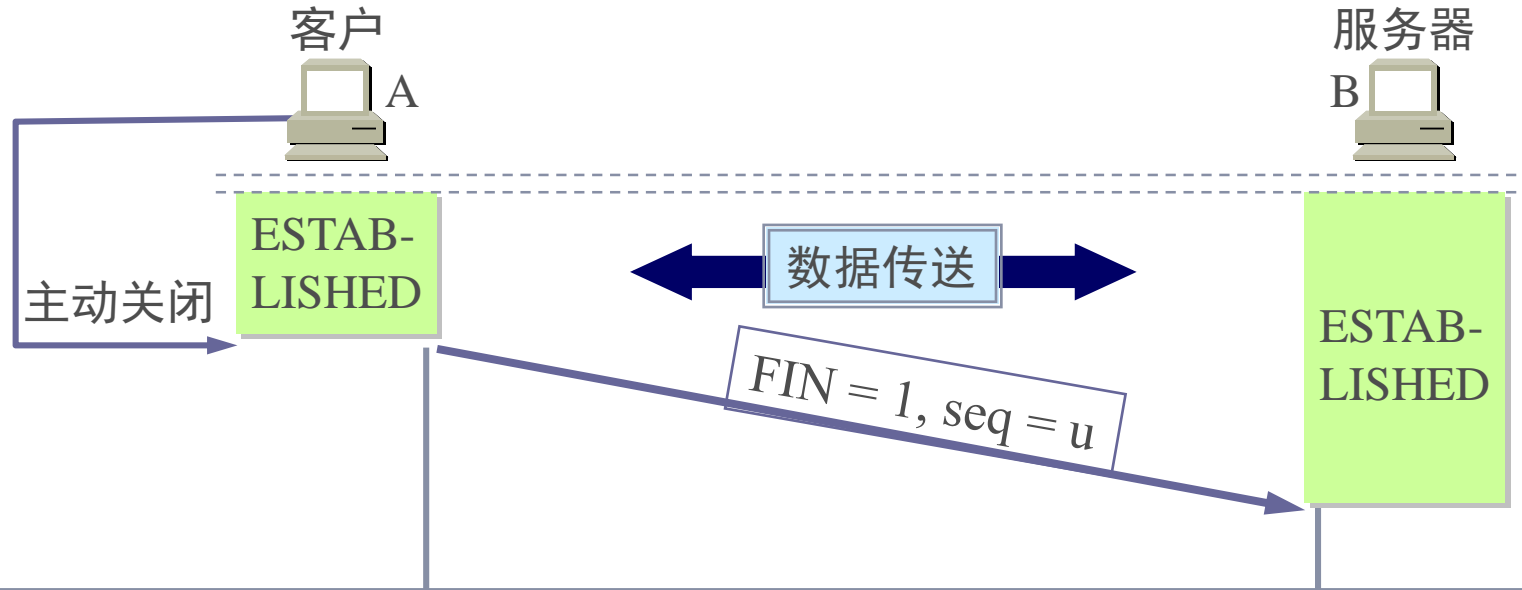 客户
服务器
A
B
ESTAB-
LISHED
数据传送
主动关闭
ESTAB-
LISHED
FIN = 1, seq = u